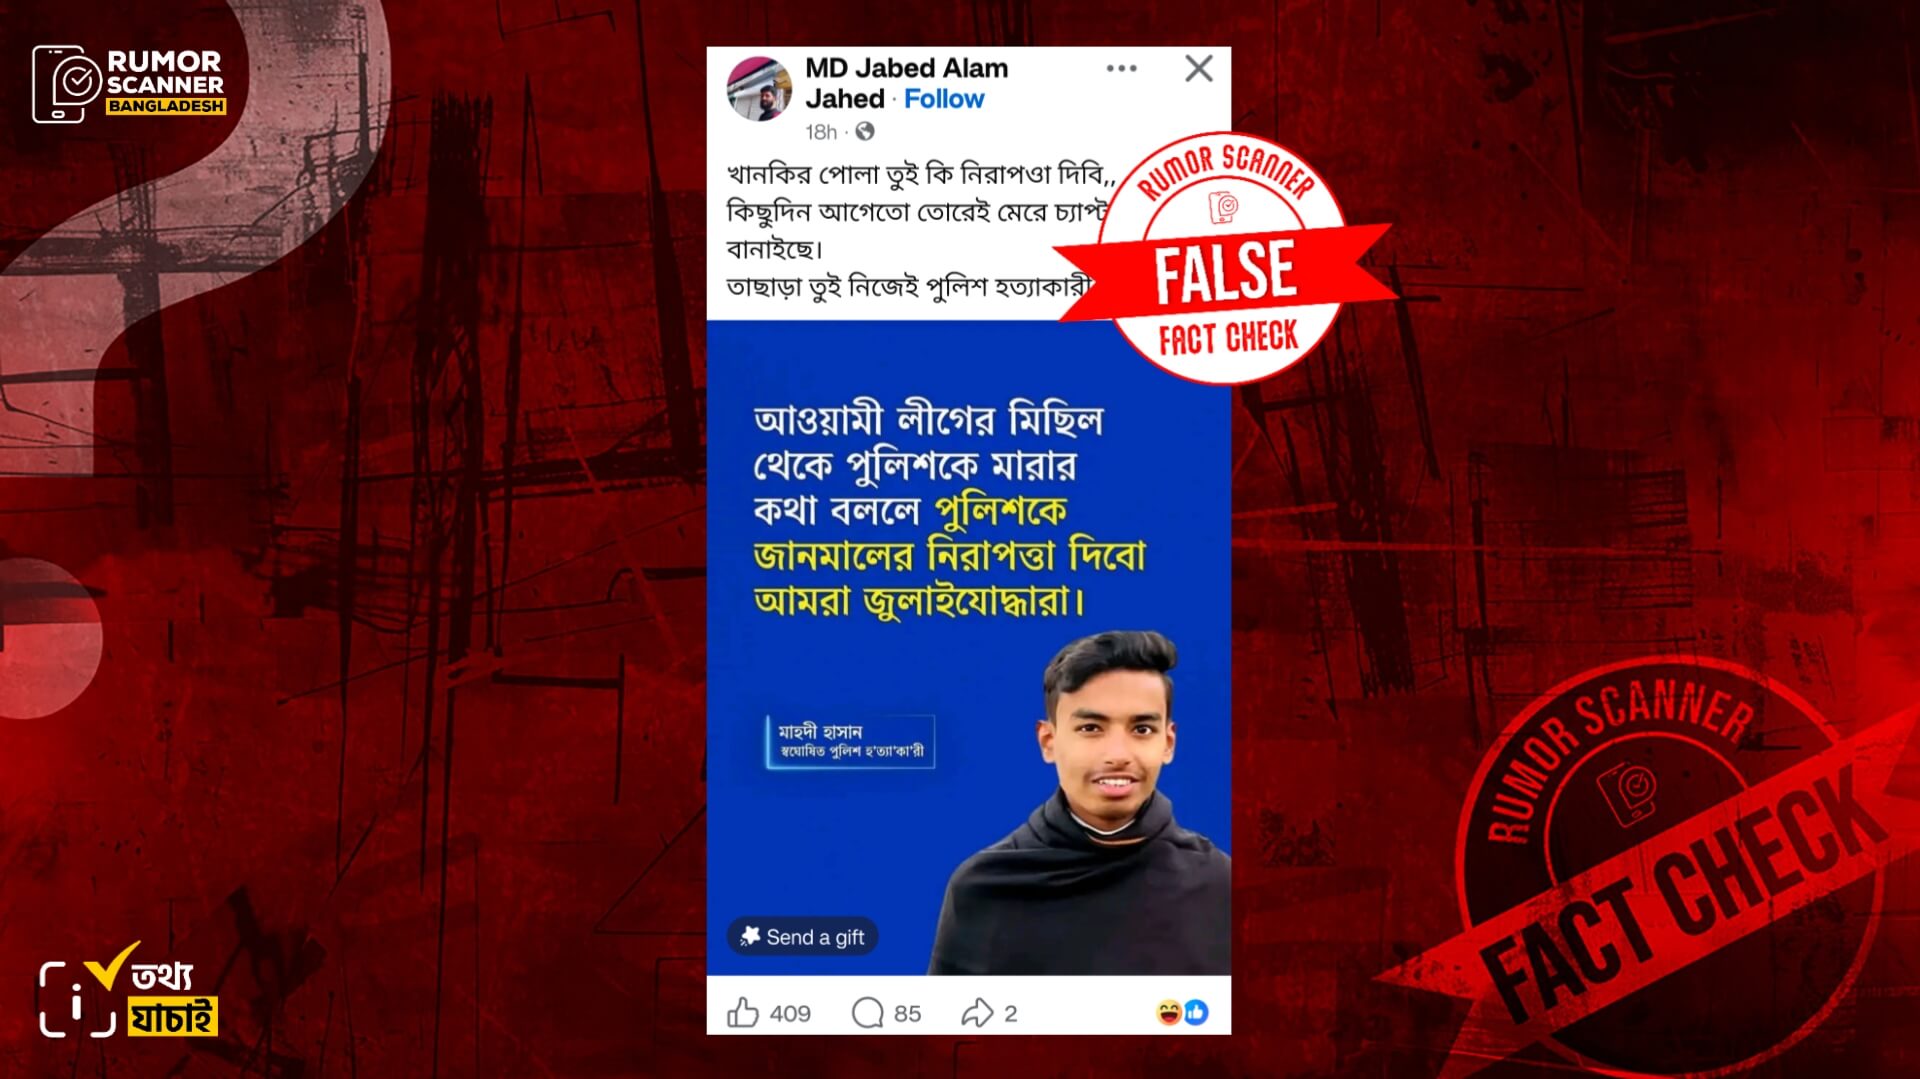 RUMOR
SCANNER
BANGLADESH
MD Jabed Alam
Jahed · Follow
18h ·
খানকির পোলা তুই কি নিরাপওা দিবি,,
কিছুদিন আগেতো তোরেই মেরে
বানাইছে।
তাছাড়া তুই নিজেই পুলিশ হত্যাকারী
RUMOR SCANNER
FALSE
FACT CHECK
আওয়ামী লীগের মিছিল
থেকে পুলিশকে মারার
কথা বললে পুলিশকে
জানমালের নিরাপত্তা দিবো
আমরা জুলাইযোদ্ধারা।
মাহদী হাসান
স্বঘোষিত পুলিশ হ'ত্যা'কা'রী
Send a gift
409
85
2
RUMOR SCANNER
FACT CHECK
তথ্য
যাচাই